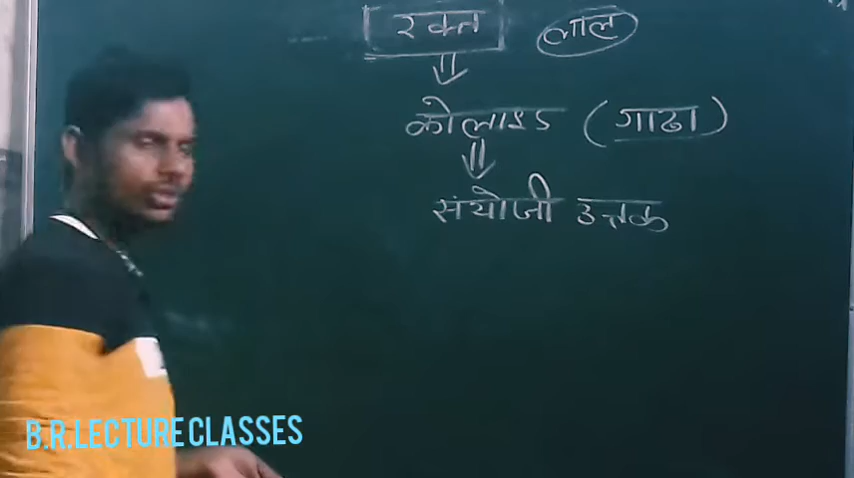 रक्त लाल
कोलाइड (गाढा)
संयोजी उत्तक
B.R.LECTURE CLASSES